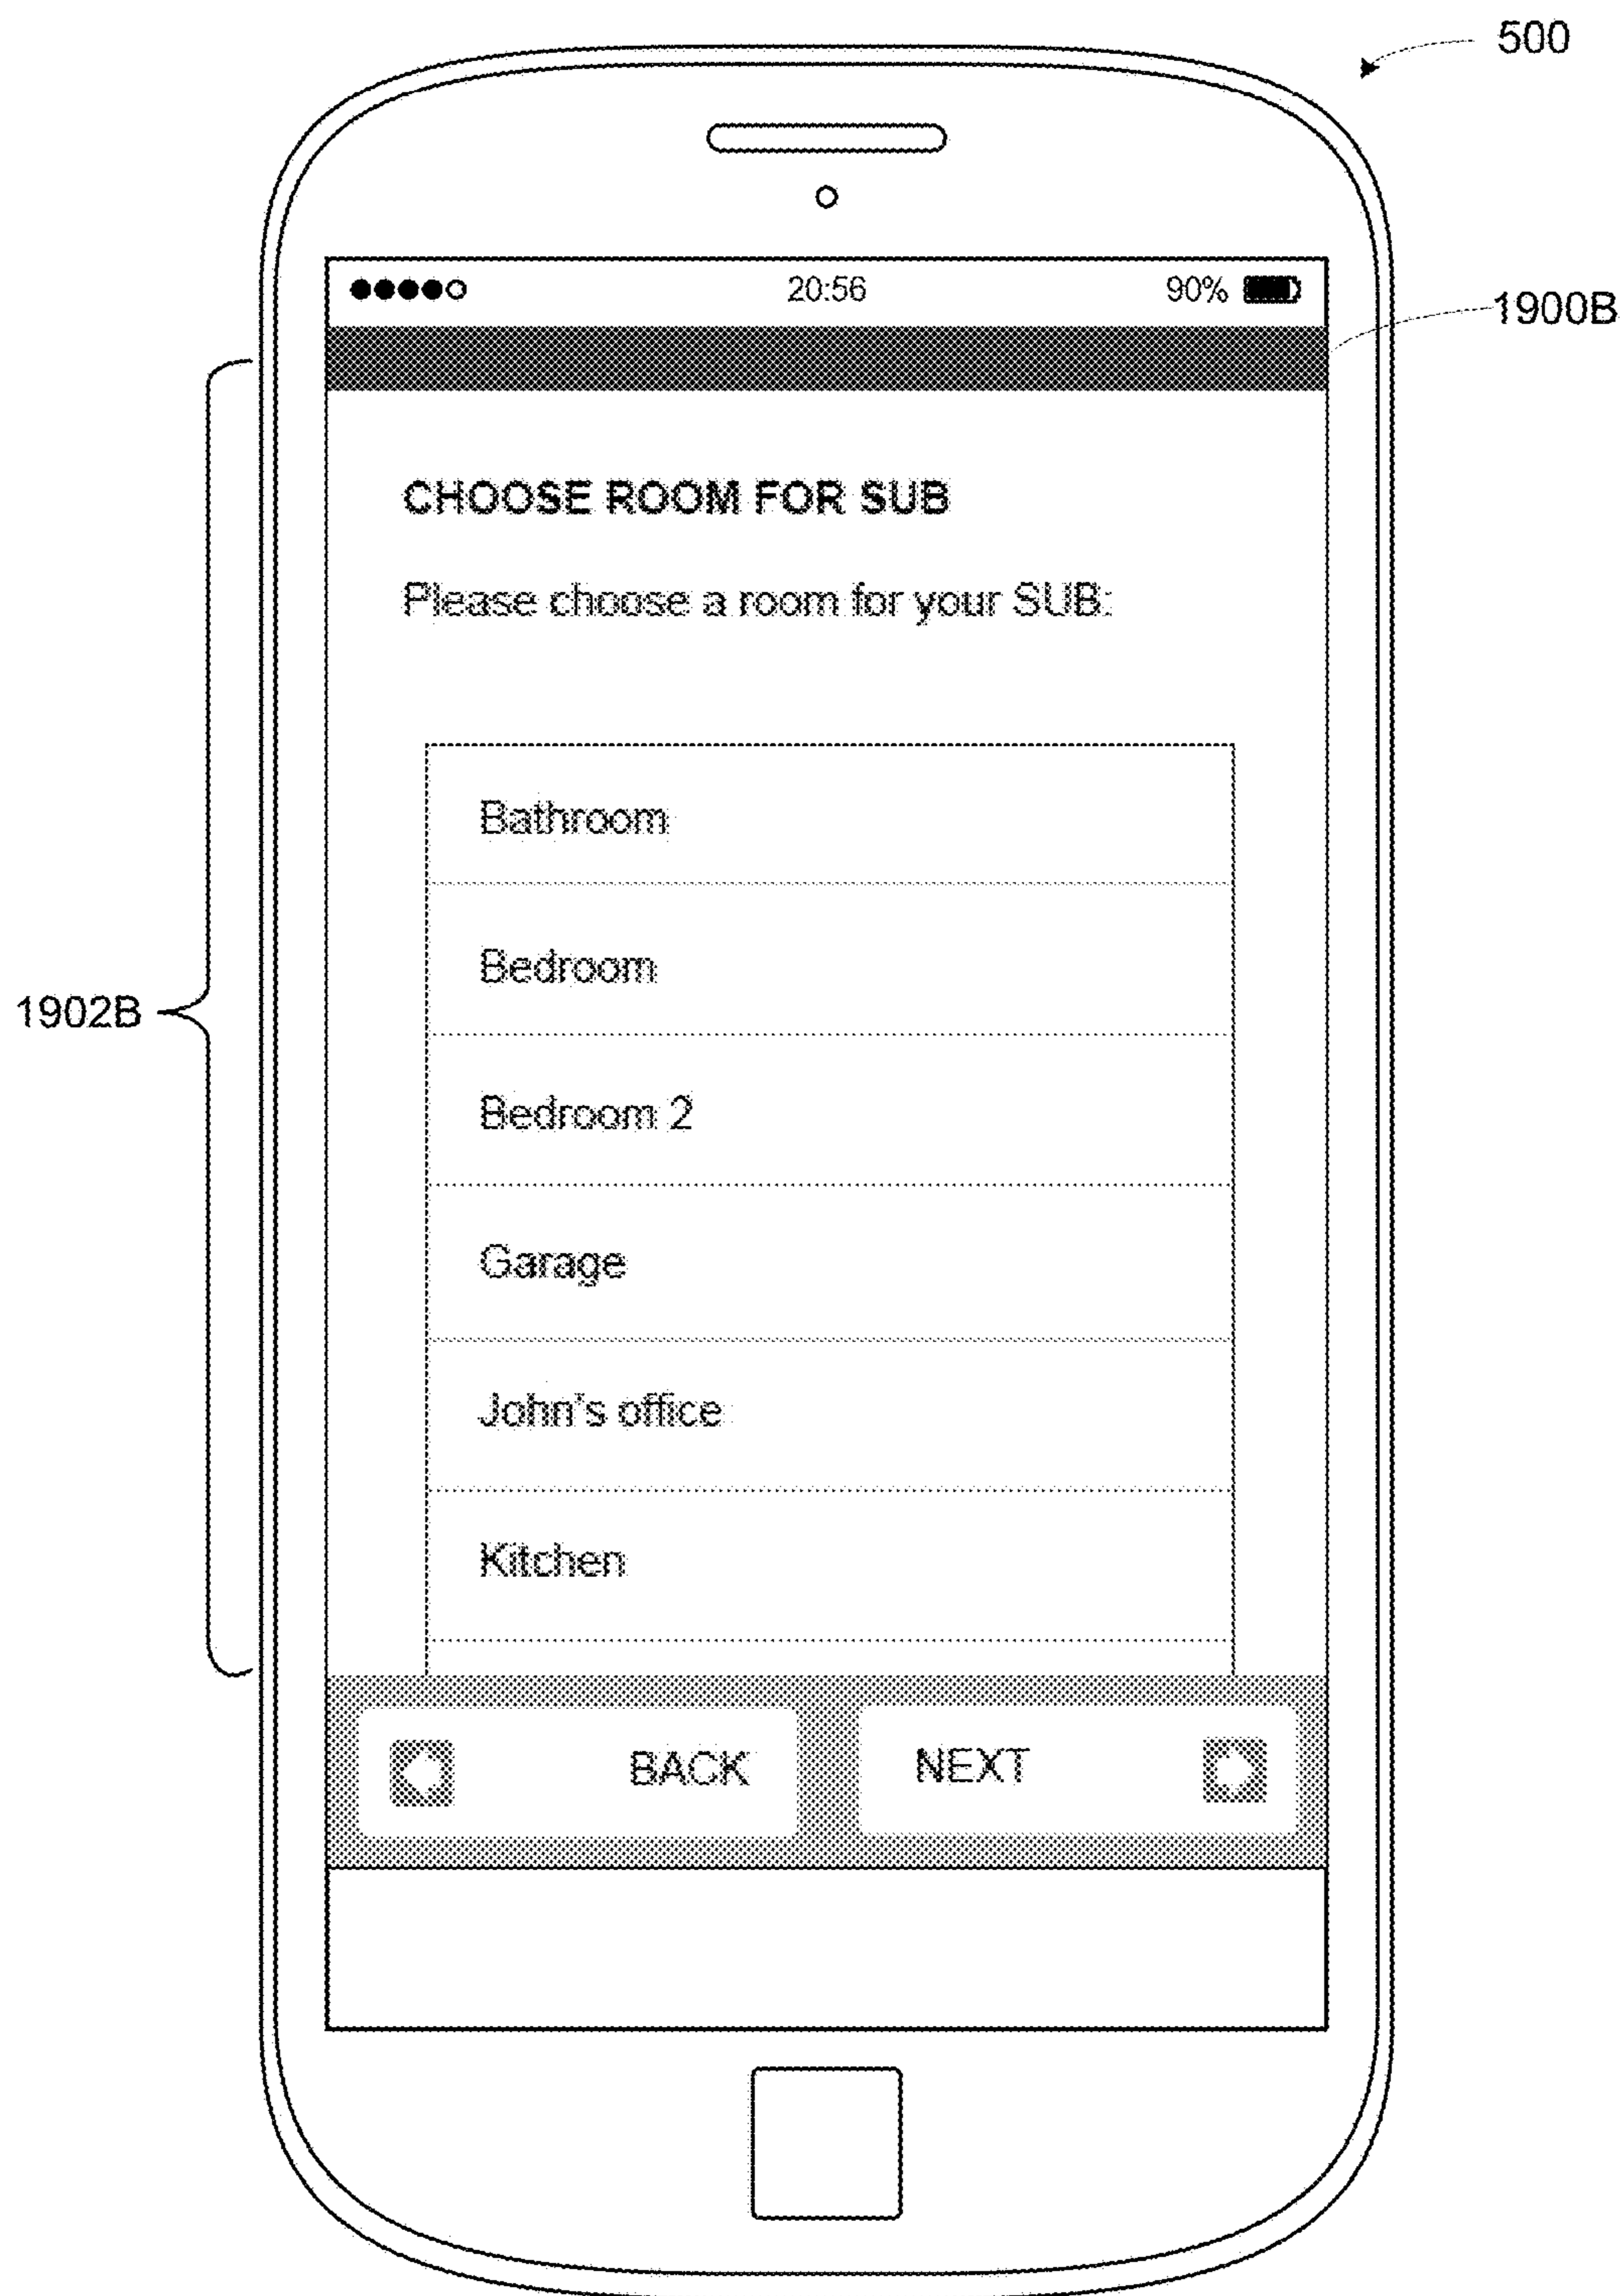 500
20:56
90%
1900B
CHOOSE ROOM FOR SUB
Please choose a room for your SUB:
Bathroom
Bedroom
1902B
Bedroom 2
Garage
John's office
Kitchen
BACK
NEXT